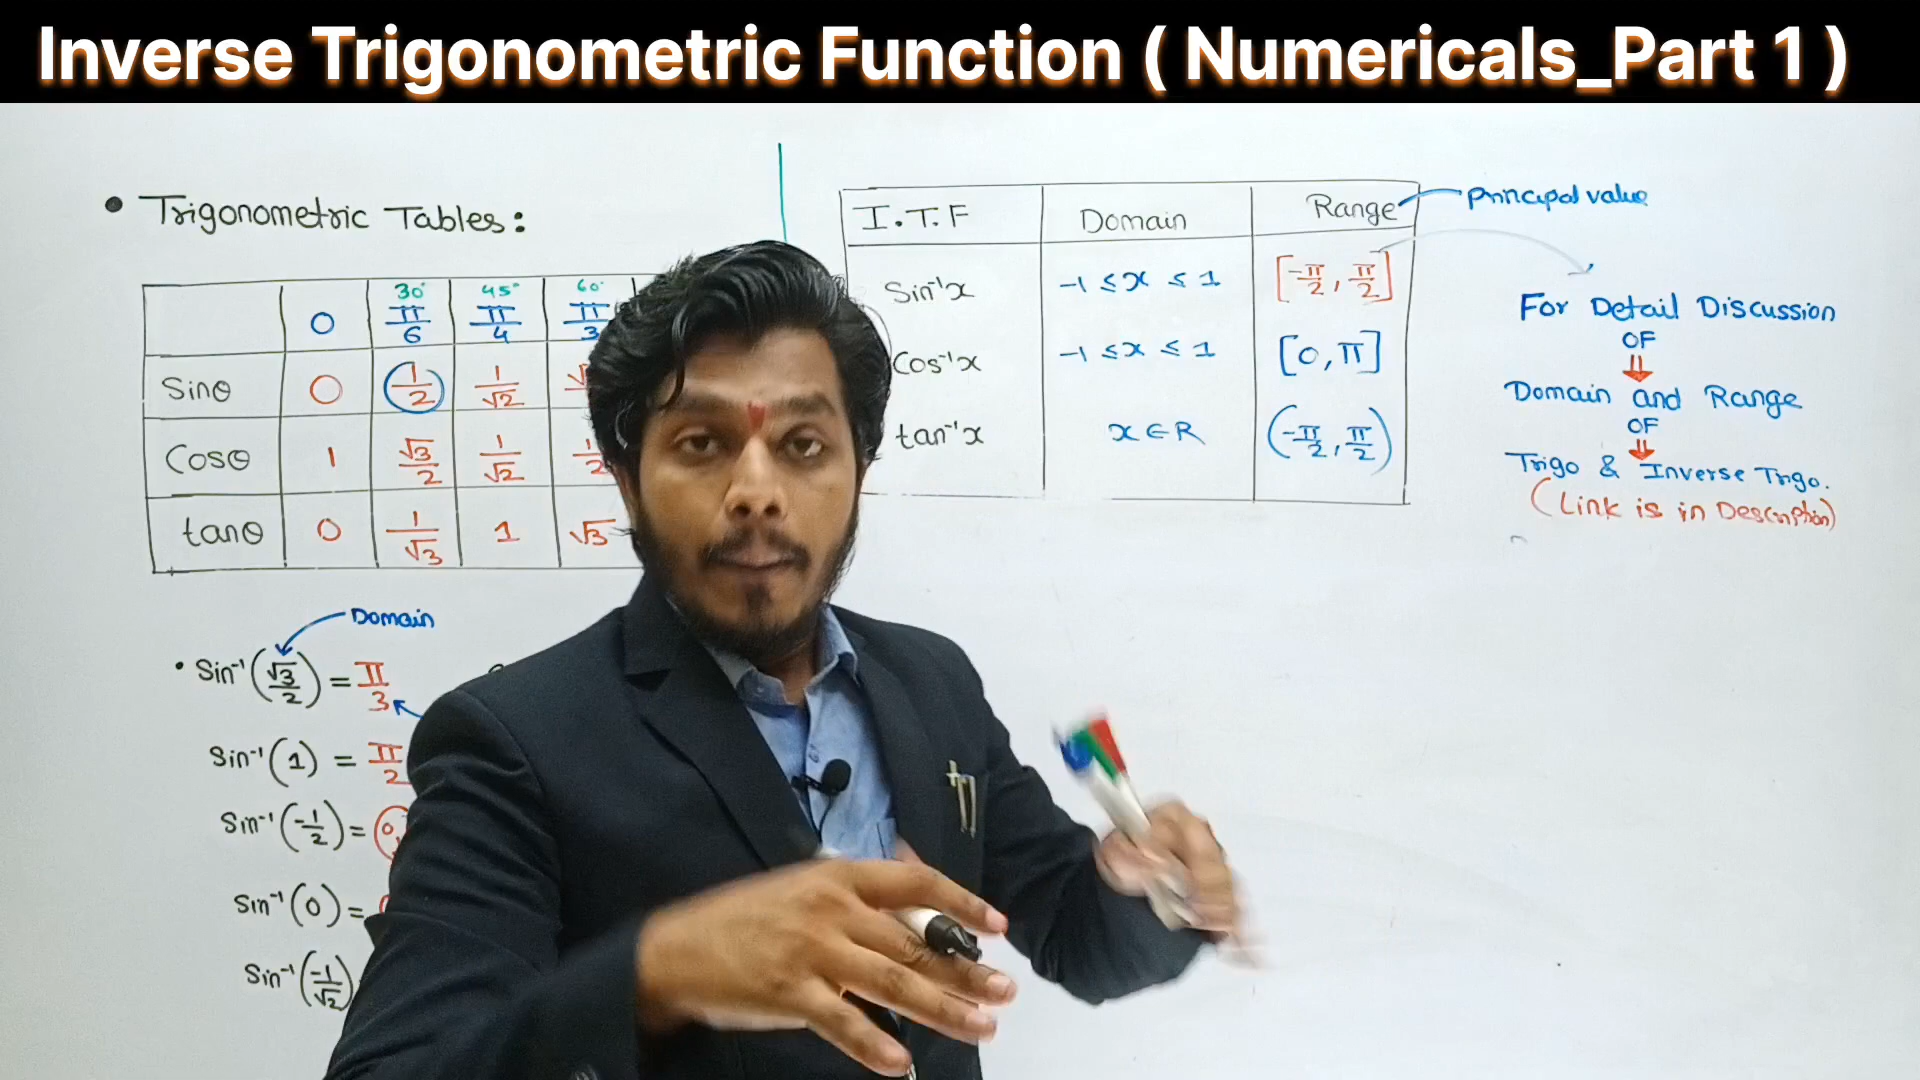 Inverse Trigonometric Function ( Numericals_Part 1 )
• Trigonometric Tables:
0 30° π/6 45° π/4 60° π/3
Sinθ 0 1/2 1/√2
Cosθ 1 √3/2 1/√2 1/2
tanθ 0 1/√3 1 √3
Domain
• Sin⁻¹(√3/2) = π/3
Sin⁻¹(1) = π/2
Sin⁻¹(-1/2) =
Sin⁻¹(0) =
Sin⁻¹(-1/√2)
I.T.F Domain Range principal value
Sin⁻¹x -1 ≤ x ≤ 1 [-π/2, π/2]
Cos⁻¹x -1 ≤ x ≤ 1 [0, π]
tan⁻¹x x ∈ R (-π/2, π/2)
For Detail Discussion
OF
⇓
Domain and Range
OF
⇓
Trigo & Inverse Trigo.
(Link is in Description)